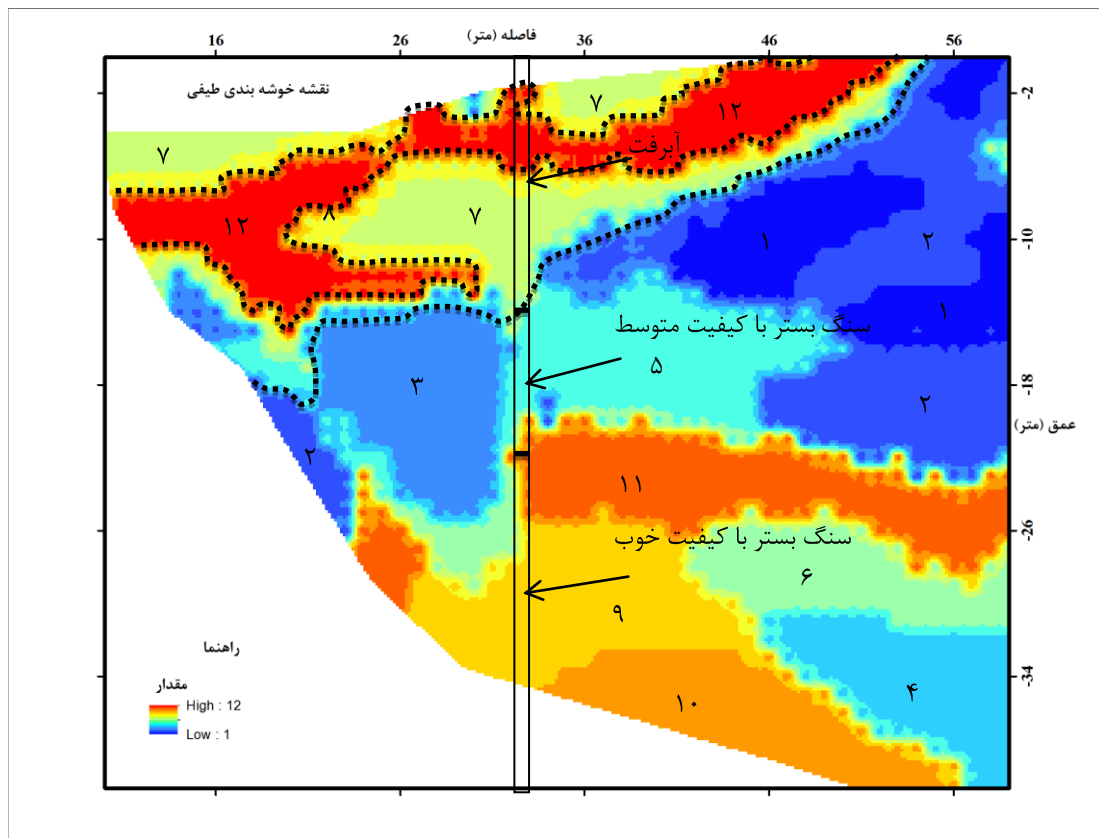 فاصله (متر)
16 26 36 46 56
نقشه خوشه بندی طیفی
-2
۷
۱۲
۷
آبرفت
۱۲
۸
۷
۱
۲
-10
۱
سنگ بستر با کیفیت متوسط
۵
۳
-18
۲
عمق (متر)
۲
۱۱
-26
سنگ بستر با کیفیت خوب
۶
۹
راهنما
-34
مقدار
۴
۱۰
High : 12
Low : 1